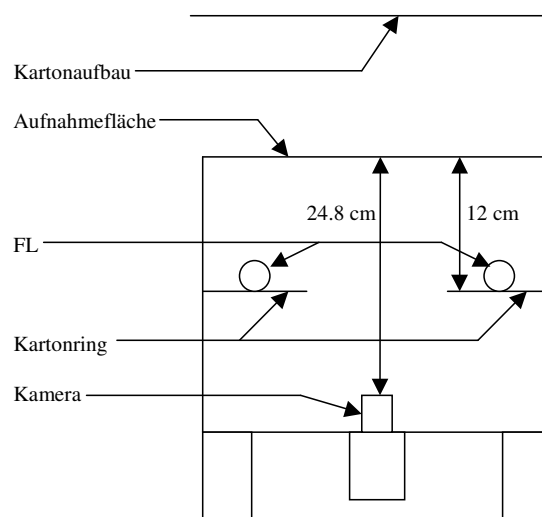 Kartonaufbau
Aufnahmefläche
24.8 cm
12 cm
FL
Kartonring
Kamera